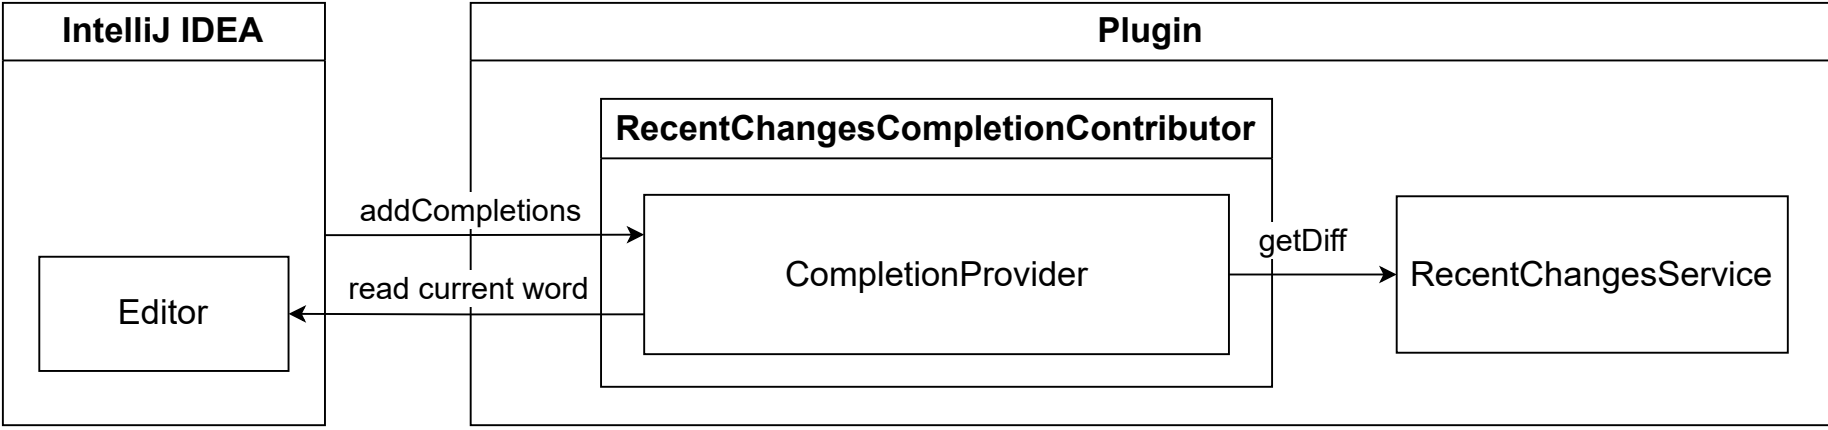 IntelliJ IDEA
Plugin
RecentChangesCompletionContributor
addCompletions
getDiff
CompletionProvider
RecentChangesService
read current word
Editor